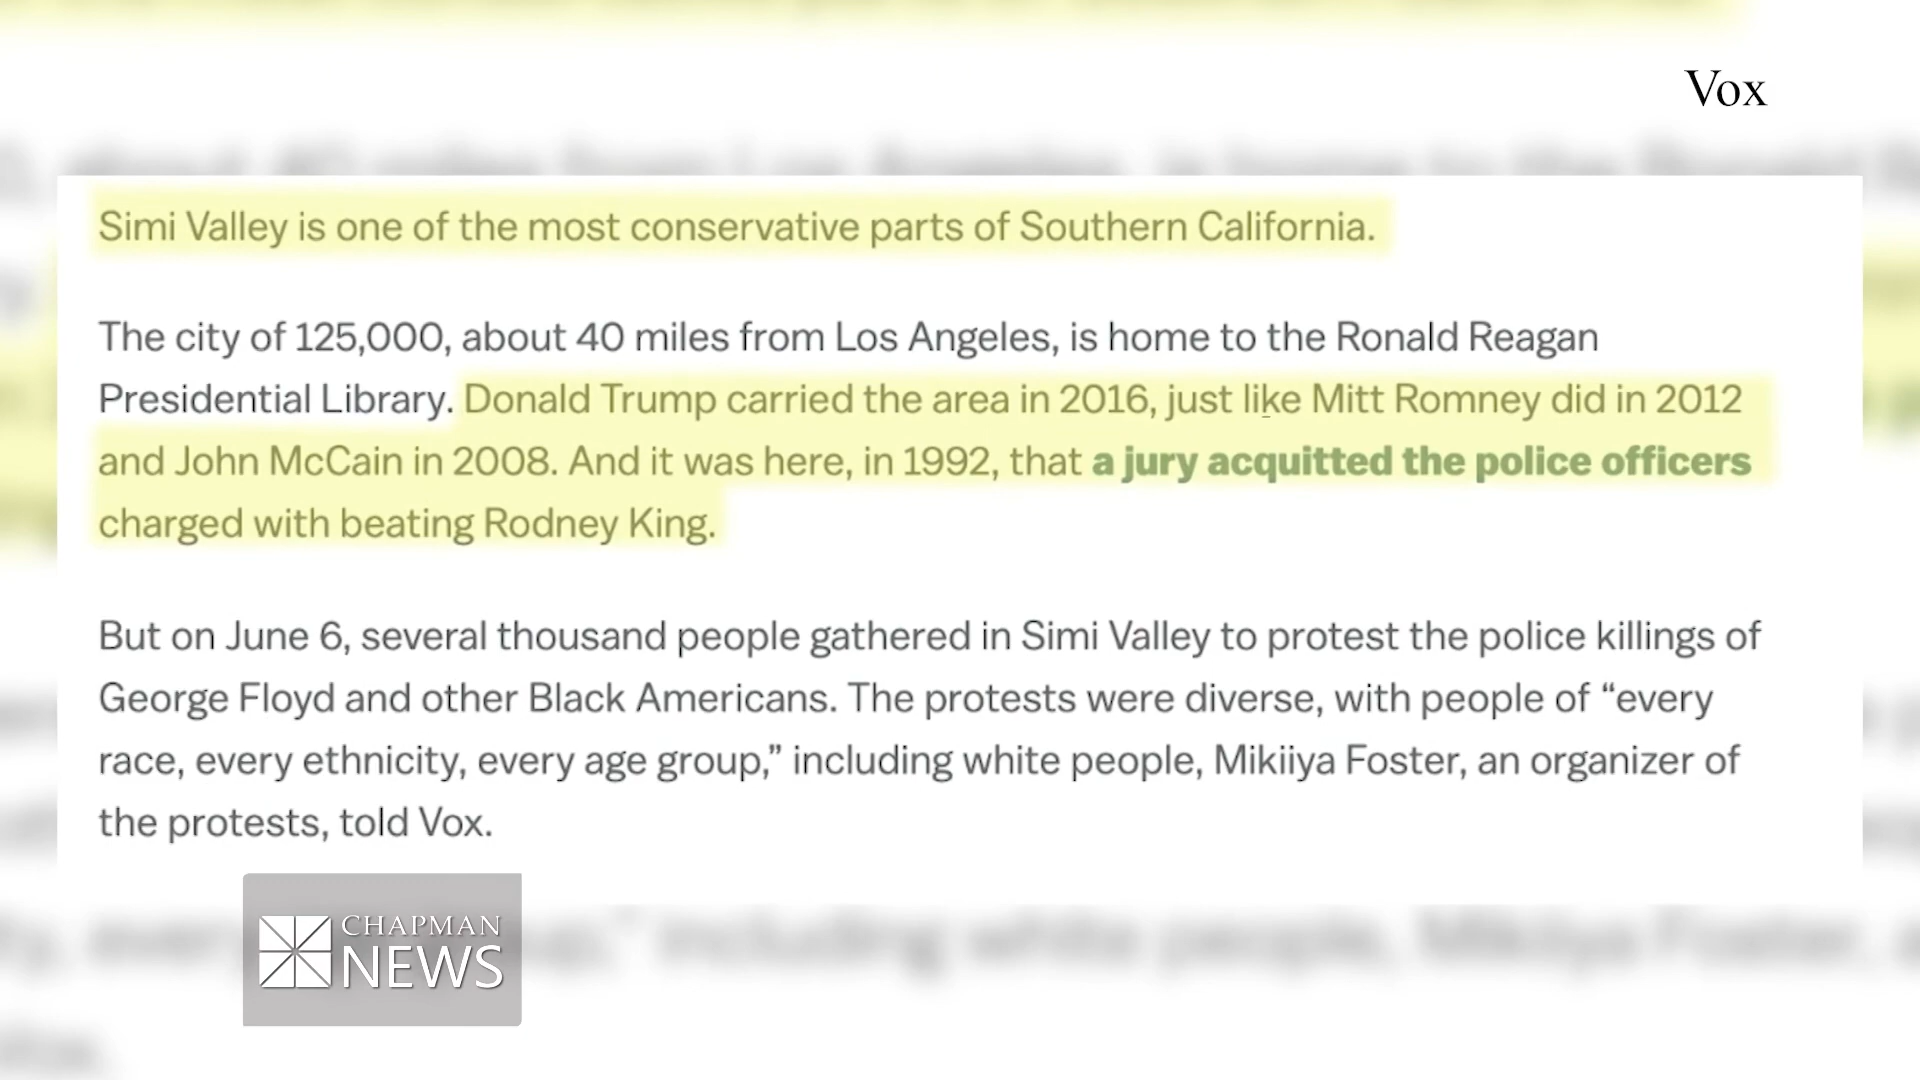 Vox
Simi Valley is one of the most conservative parts of Southern California.
The city of 125,000, about 40 miles from Los Angeles, is home to the Ronald Reagan
Presidential Library. Donald Trump carried the area in 2016, just like Mitt Romney did in 2012
and John McCain in 2008. And it was here, in 1992, that a jury acquitted the police officers
charged with beating Rodney King.
But on June 6, several thousand people gathered in Simi Valley to protest the police killings of
George Floyd and other Black Americans. The protests were diverse, with people of “every
race, every ethnicity, every age group,” including white people, Mikiiya Foster, an organizer of
the protests, told Vox.
CHAPMAN
NEWS